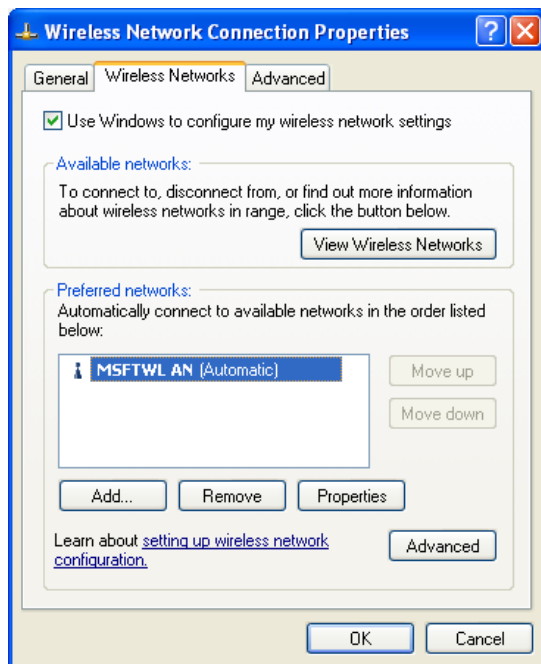 Wireless Network Connection Properties
General Wireless Networks Advanced
Use Windows to configure my wireless network settings
Available networks:
To connect to, disconnect from, or find out more information
about wireless networks in range, click the button below.
View Wireless Networks
Preferred networks:
Automatically connect to available networks in the order listed
below:
MSFTWL AN (Automatic)
Move up
Move down
Add... Remove Properties
Learn about setting up wireless network
configuration.
Advanced
OK Cancel